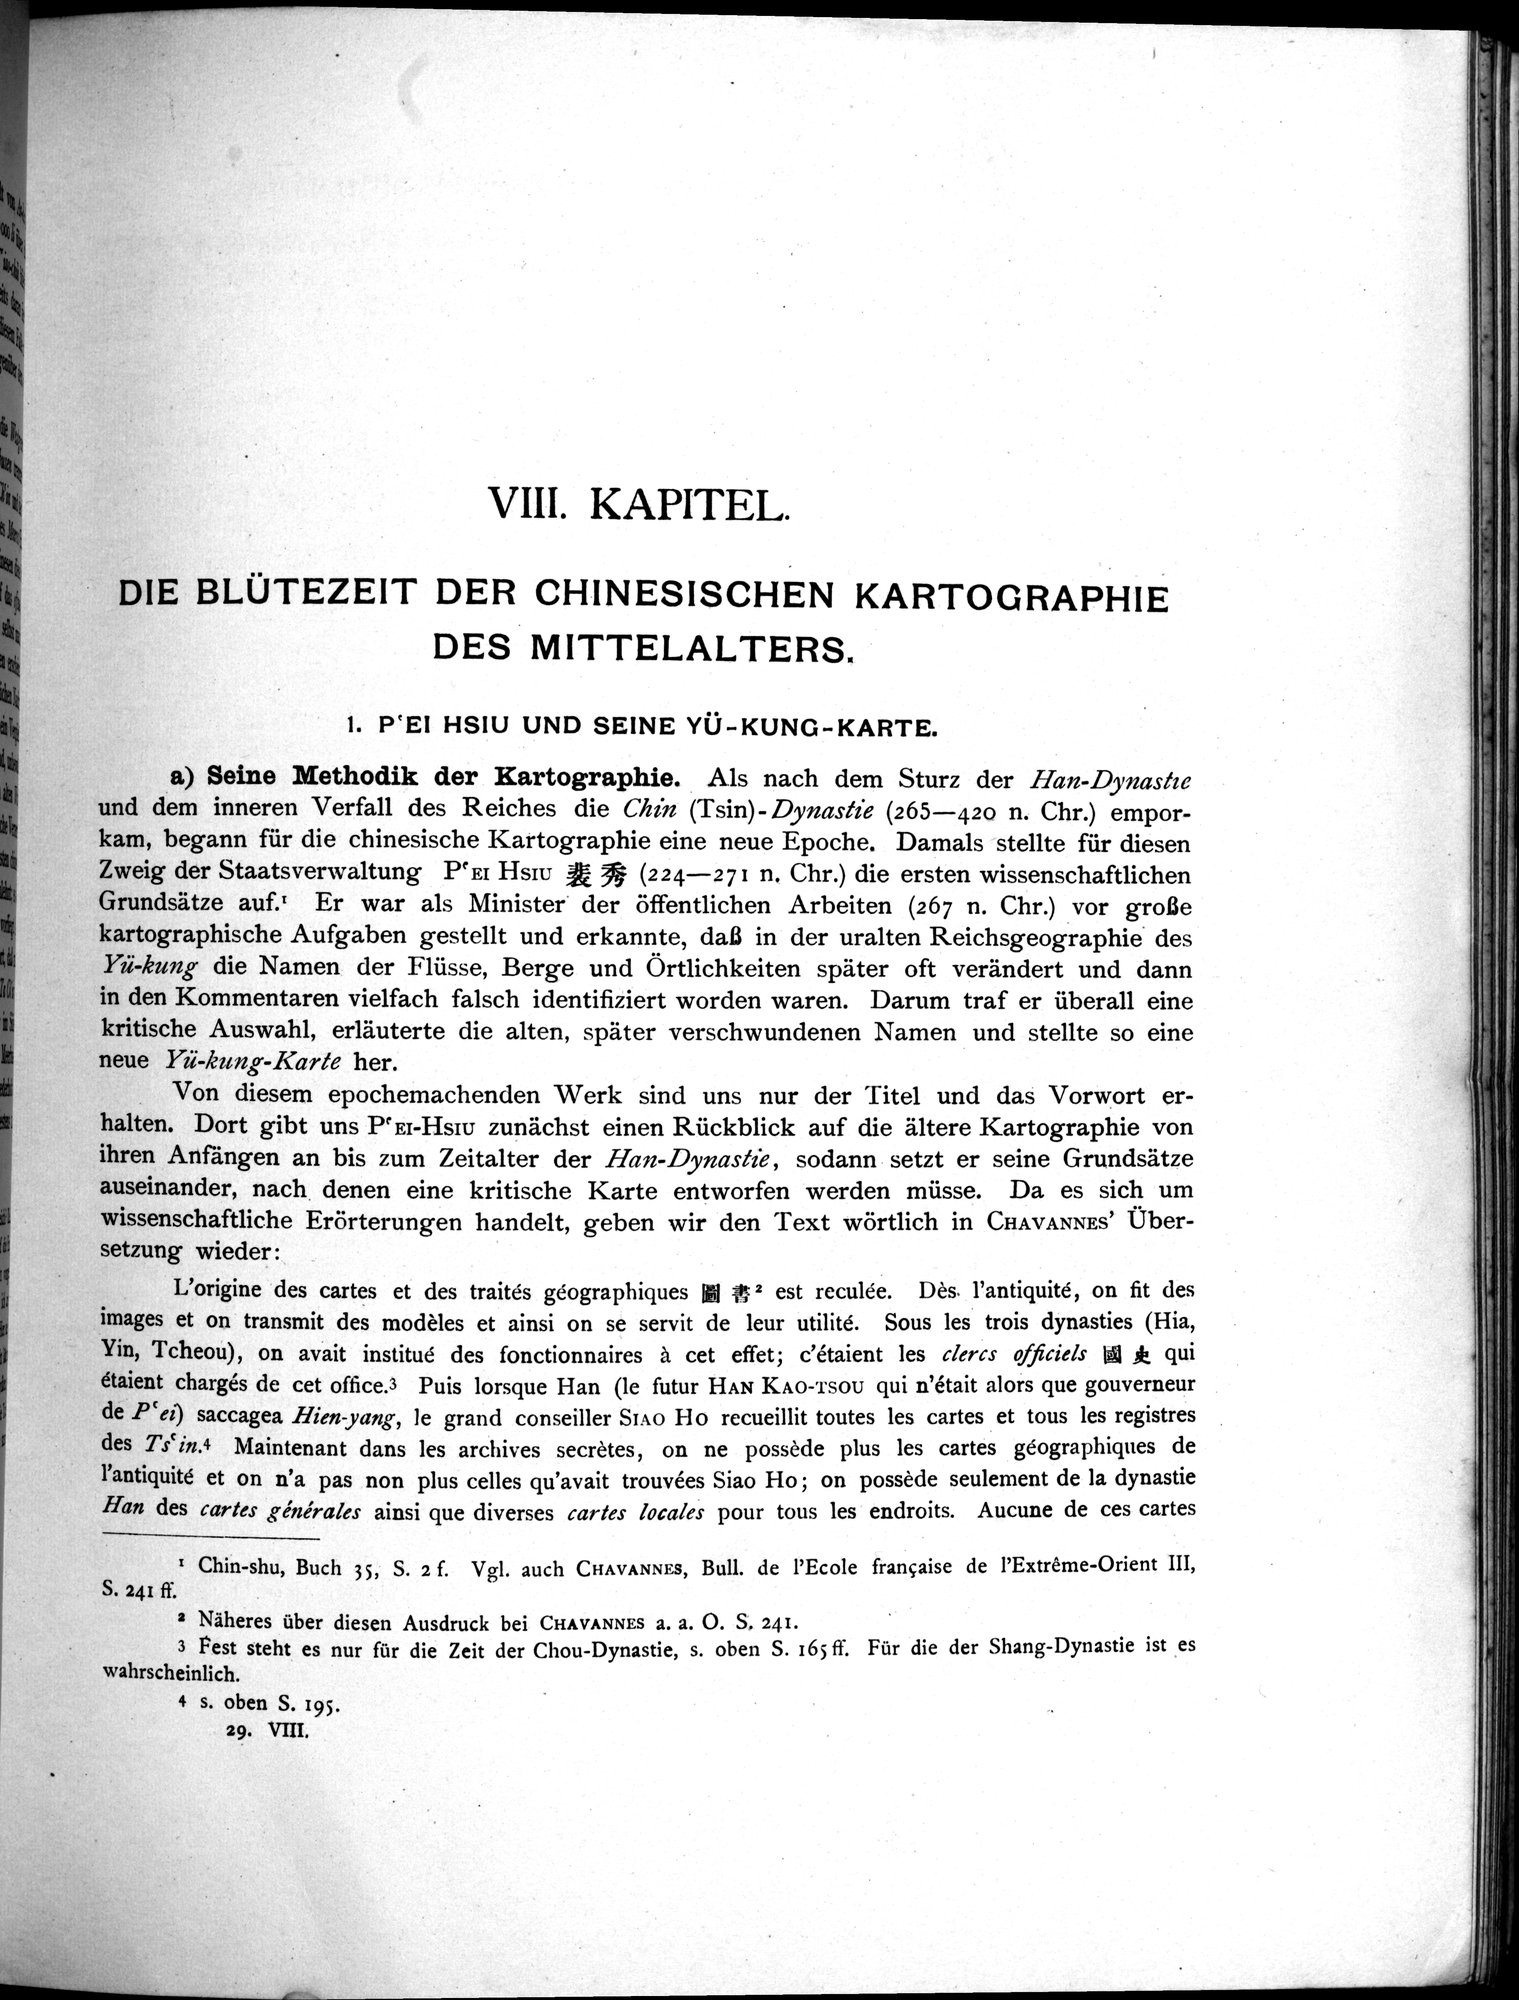 VIII. KAPITEL.
DIE BLÜTEZEIT DER CHINESISCHEN KARTOGRAPHIE
DES MITTELALTERS.
1. PʿEI HSIU UND SEINE YÜ-KUNG-KARTE.
a) Seine Methodik der Kartographie. Als nach dem Sturz der Han-Dynastie
und dem inneren Verfall des Reiches die Chin (Tsin)-Dynastie (265—420 n. Chr.) empor-
kam, begann für die chinesische Kartographie eine neue Epoche. Damals stellte für diesen
Zweig der Staatsverwaltung PʿEI HSIU 裴秀 (224—271 n. Chr.) die ersten wissenschaftlichen
Grundsätze auf.¹ Er war als Minister der öffentlichen Arbeiten (267 n. Chr.) vor große
kartographische Aufgaben gestellt und erkannte, daß in der uralten Reichsgeographie des
Yü-kung die Namen der Flüsse, Berge und Örtlichkeiten später oft verändert und dann
in den Kommentaren vielfach falsch identifiziert worden waren. Darum traf er überall eine
kritische Auswahl, erläuterte die alten, später verschwundenen Namen und stellte so eine
neue Yü-kung-Karte her.
Von diesem epochemachenden Werk sind uns nur der Titel und das Vorwort er-
halten. Dort gibt uns PʿEI-HSIU zunächst einen Rückblick auf die ältere Kartographie von
ihren Anfängen an bis zum Zeitalter der Han-Dynastie, sodann setzt er seine Grundsätze
auseinander, nach denen eine kritische Karte entworfen werden müsse. Da es sich um
wissenschaftliche Erörterungen handelt, geben wir den Text wörtlich in CHAVANNES’ Über-
setzung wieder:
L’origine des cartes et des traités géographiques 圖書² est reculée. Dès l’antiquité, on fit des
images et on transmit des modèles et ainsi on se servit de leur utilité. Sous les trois dynasties (Hia,
Yin, Tcheou), on avait institué des fonctionnaires à cet effet; c’étaient les clercs officiels 國史 qui
étaient chargés de cet office.³ Puis lorsque Han (le futur HAN KAO-TSOU qui n’était alors que gouverneur
de Pʿei) saccagea Hien-yang, le grand conseiller SIAO HO recueillit toutes les cartes et tous les registres
des Tsʿin.⁴ Maintenant dans les archives secrètes, on ne possède plus les cartes géographiques de
l’antiquité et on n’a pas non plus celles qu’avait trouvées Siao Ho; on possède seulement de la dynastie
Han des cartes générales ainsi que diverses cartes locales pour tous les endroits. Aucune de ces cartes
¹ Chin-shu, Buch 35, S. 2 f. Vgl. auch CHAVANNES, Bull. de l’Ecole française de l’Extrême-Orient III,
S. 241 ff.
² Näheres über diesen Ausdruck bei CHAVANNES a. a. O. S. 241.
³ Fest steht es nur für die Zeit der Chou-Dynastie, s. oben S. 165 ff. Für die der Shang-Dynastie ist es
wahrscheinlich.
⁴ s. oben S. 195.
29. VIII.